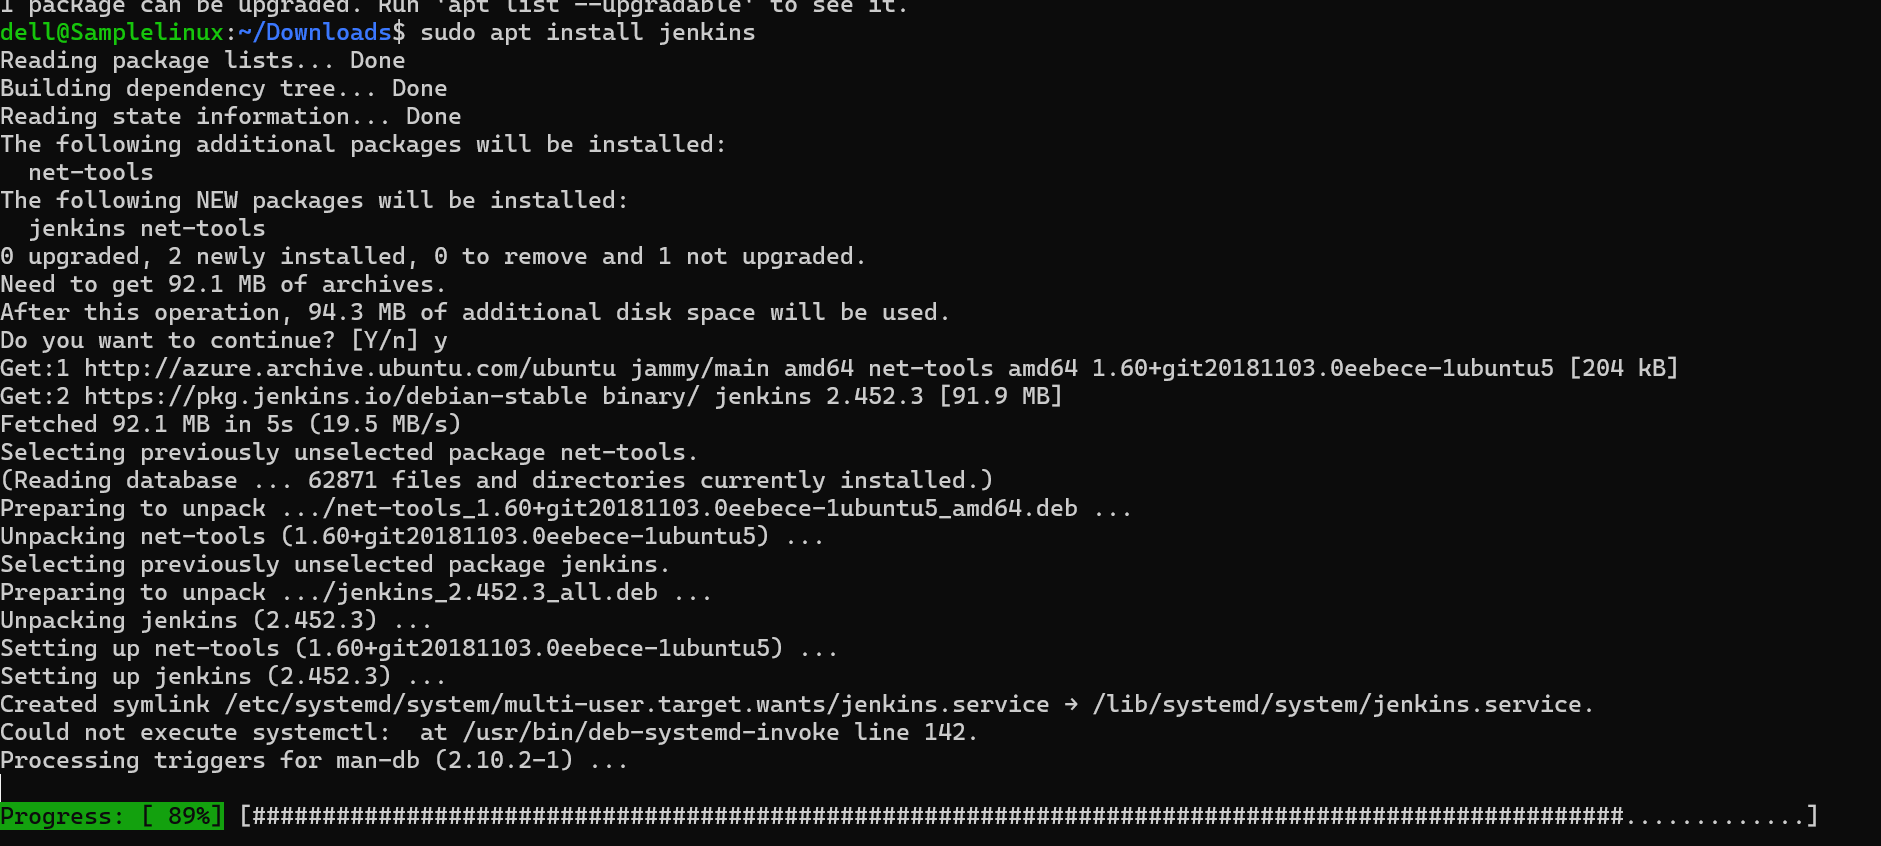 1 package can be upgraded. Run 'apt list --upgradable' to see it.
dell@Samplelinux:~/Downloads$ sudo apt install jenkins
Reading package lists... Done
Building dependency tree... Done
Reading state information... Done
The following additional packages will be installed:
  net-tools
The following NEW packages will be installed:
  jenkins net-tools
0 upgraded, 2 newly installed, 0 to remove and 1 not upgraded.
Need to get 92.1 MB of archives.
After this operation, 94.3 MB of additional disk space will be used.
Do you want to continue? [Y/n] y
Get:1 http://azure.archive.ubuntu.com/ubuntu jammy/main amd64 net-tools amd64 1.60+git20181103.0eebece-1ubuntu5 [204 kB]
Get:2 https://pkg.jenkins.io/debian-stable binary/ jenkins 2.452.3 [91.9 MB]
Fetched 92.1 MB in 5s (19.5 MB/s)
Selecting previously unselected package net-tools.
(Reading database ... 62871 files and directories currently installed.)
Preparing to unpack .../net-tools_1.60+git20181103.0eebece-1ubuntu5_amd64.deb ...
Unpacking net-tools (1.60+git20181103.0eebece-1ubuntu5) ...
Selecting previously unselected package jenkins.
Preparing to unpack .../jenkins_2.452.3_all.deb ...
Unpacking jenkins (2.452.3) ...
Setting up net-tools (1.60+git20181103.0eebece-1ubuntu5) ...
Setting up jenkins (2.452.3) ...
Created symlink /etc/systemd/system/multi-user.target.wants/jenkins.service → /lib/systemd/system/jenkins.service.
Could not execute systemctl:  at /usr/bin/deb-systemd-invoke line 142.
Processing triggers for man-db (2.10.2-1) ...
Progress: [ 89%] [##################################################################################################.............]